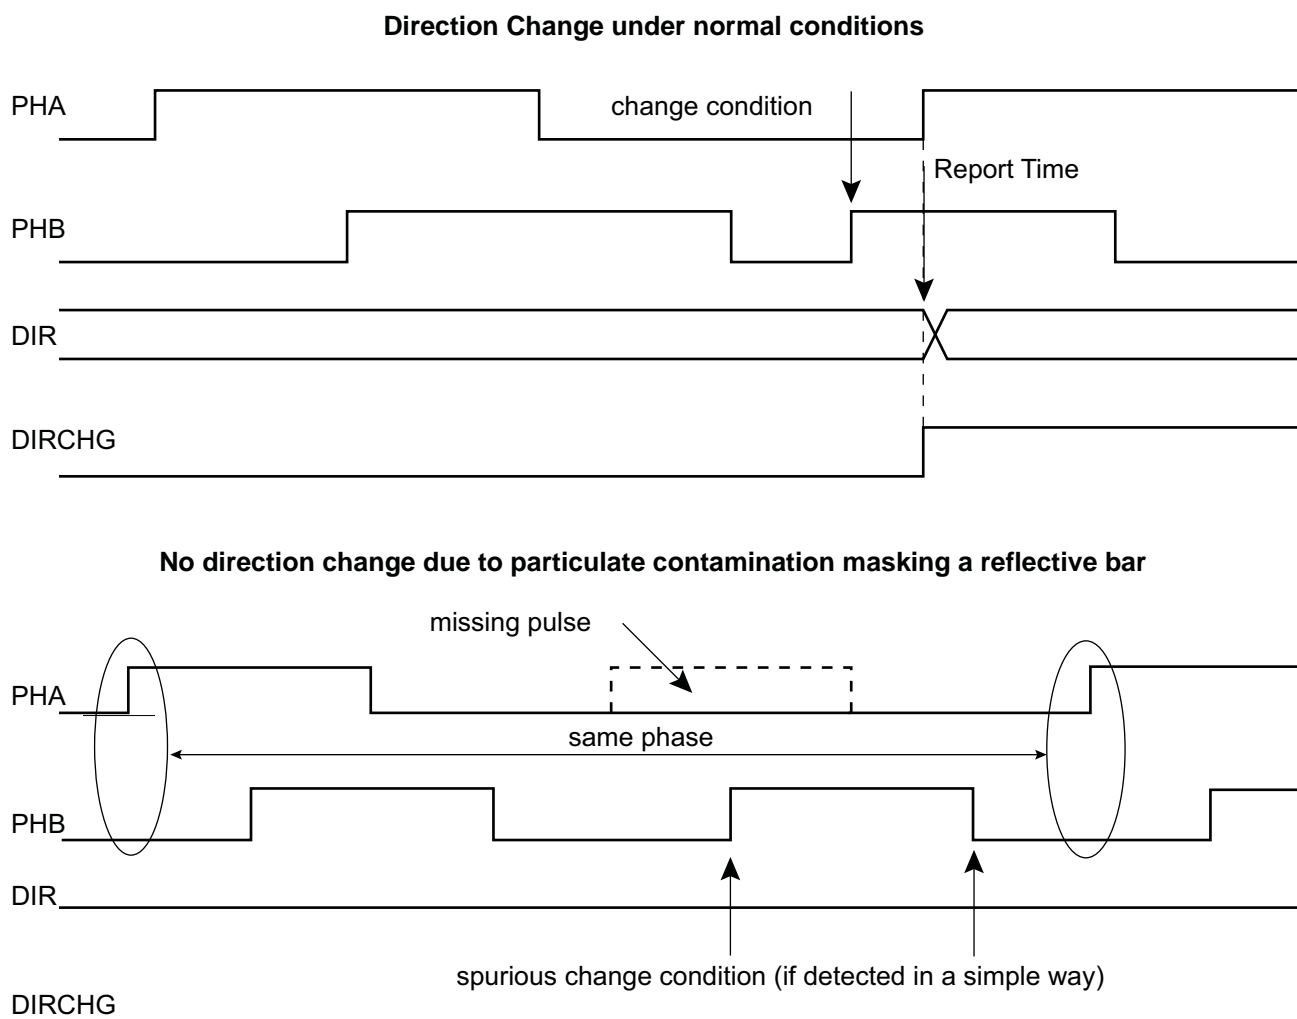 Direction Change under normal conditions
PHA
change condition
Report Time
PHB
DIR
DIRCHG
No direction change due to particulate contamination masking a reflective bar
missing pulse
PHA
same phase
PHB
DIR
spurious change condition (if detected in a simple way)
DIRCHG